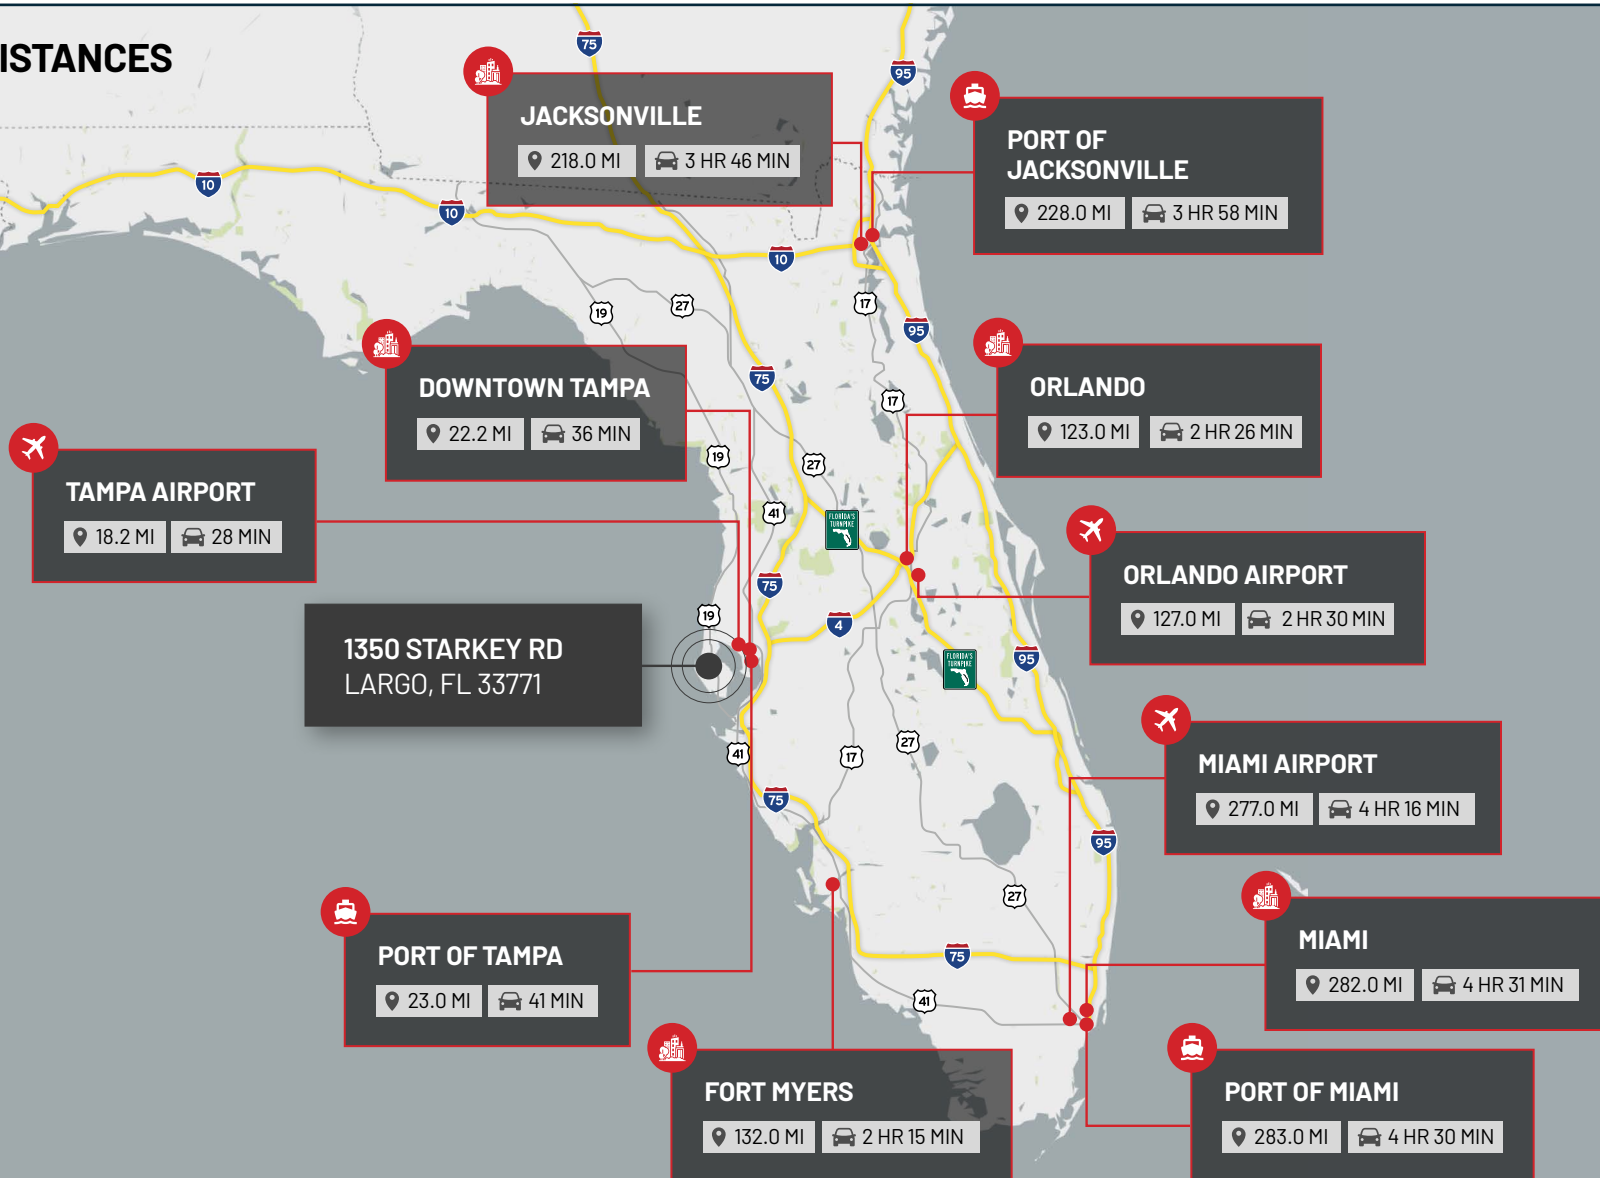 ISTANCES
75
95
JACKSONVILLE
218.0 MI
3 HR 46 MIN
PORT OF
JACKSONVILLE
228.0 MI
3 HR 58 MIN
10
10
10
19
27
17
95
DOWNTOWN TAMPA
22.2 MI
36 MIN
75
17
ORLANDO
123.0 MI
2 HR 26 MIN
TAMPA AIRPORT
18.2 MI
28 MIN
19
27
41
FLORIDA'S
TURNPIKE
ORLANDO AIRPORT
127.0 MI
2 HR 30 MIN
75
19
4
1350 STARKEY RD
LARGO, FL 33771
FLORIDA'S
TURNPIKE
95
41
17
27
MIAMI AIRPORT
277.0 MI
4 HR 16 MIN
75
95
27
PORT OF TAMPA
23.0 MI
41 MIN
75
41
MIAMI
282.0 MI
4 HR 31 MIN
FORT MYERS
132.0 MI
2 HR 15 MIN
PORT OF MIAMI
283.0 MI
4 HR 30 MIN